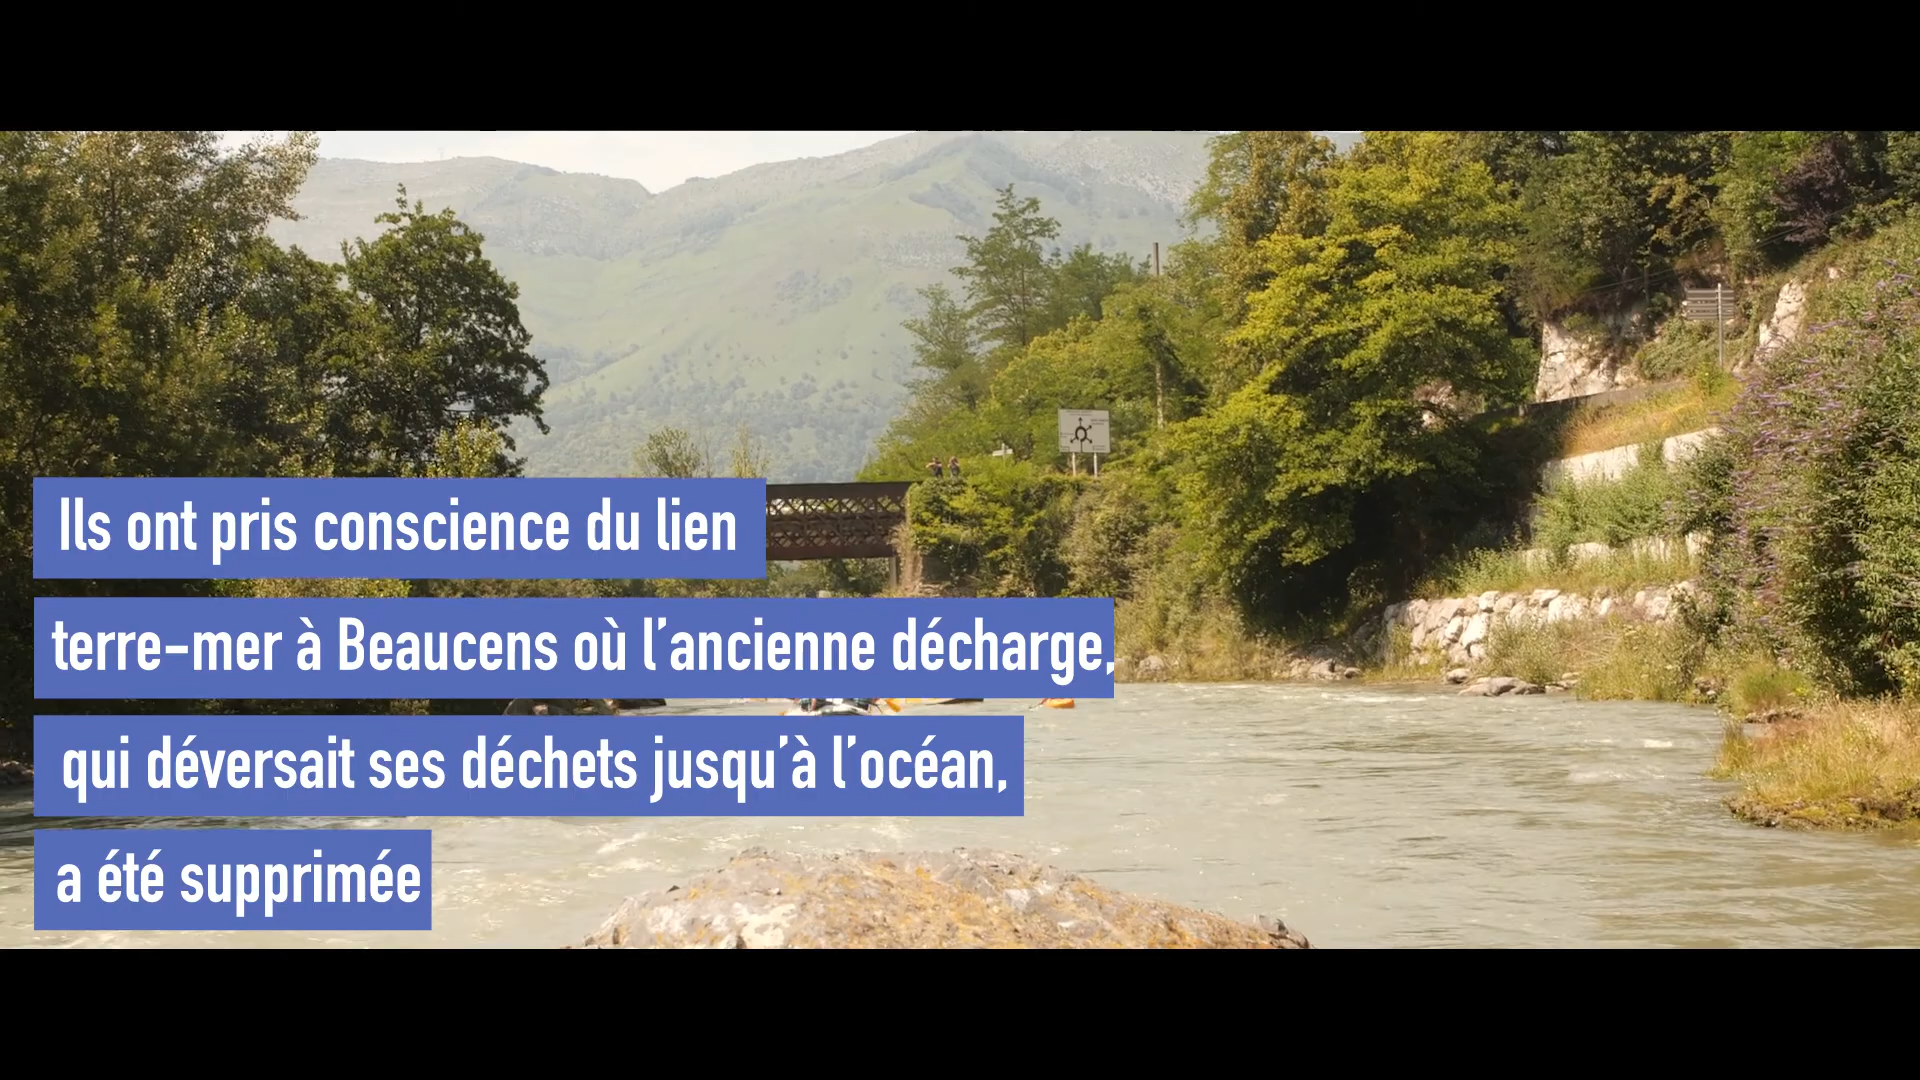 Ils ont pris conscience du lien
terre-mer à Beaucens où l'ancienne décharge,
qui déversait ses déchets jusqu'à l'océan,
a été supprimée